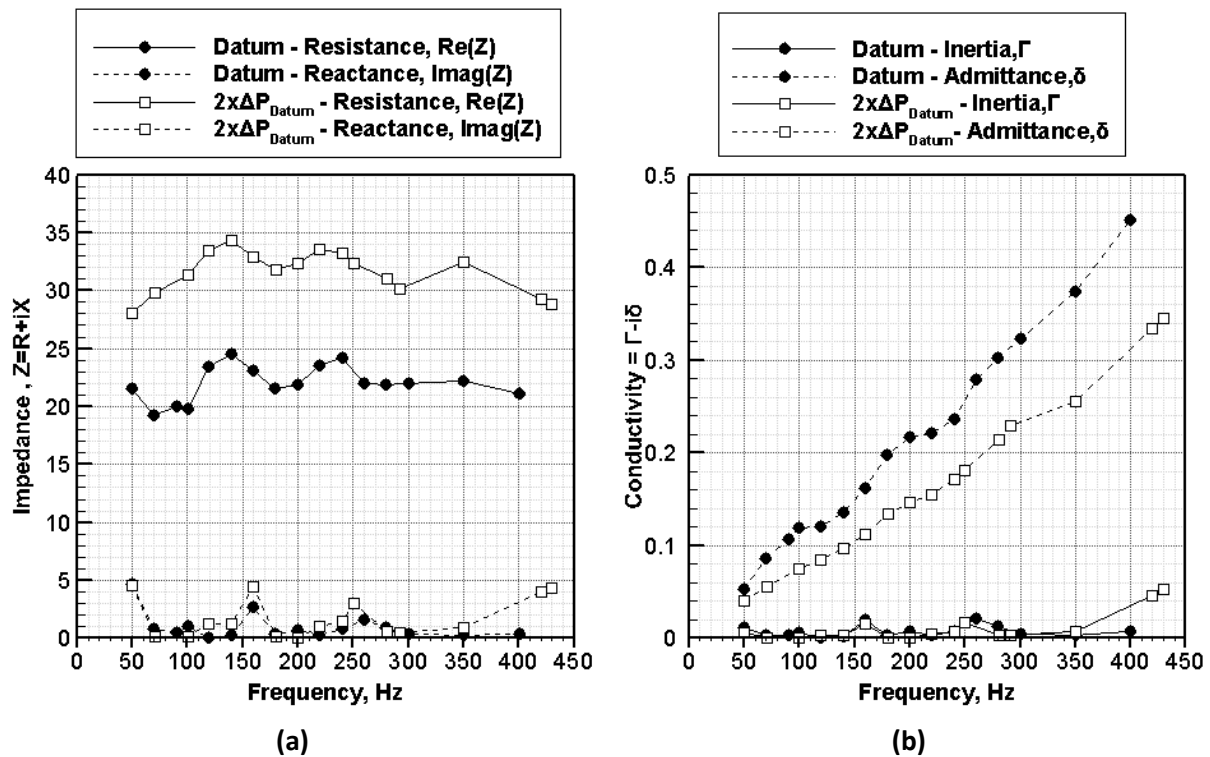 Datum - Resistance, Re(Z)
Datum - Reactance, Imag(Z)
2xΔP_Datum - Resistance, Re(Z)
2xΔP_Datum - Reactance, Imag(Z)
40
35
30
25
20
15
10
5
0
Impedance , Z=R+iX
0 50 100 150 200 250 300 350 400 450
Frequency, Hz
(a)
Datum - Inertia,Γ
Datum - Admittance,δ
2xΔP_Datum - Inertia,Γ
2xΔP_Datum- Admittance,δ
0.5
0.4
0.3
0.2
0.1
0
Conductivity = Γ-iδ
0 50 100 150 200 250 300 350 400 450
Frequency, Hz
(b)